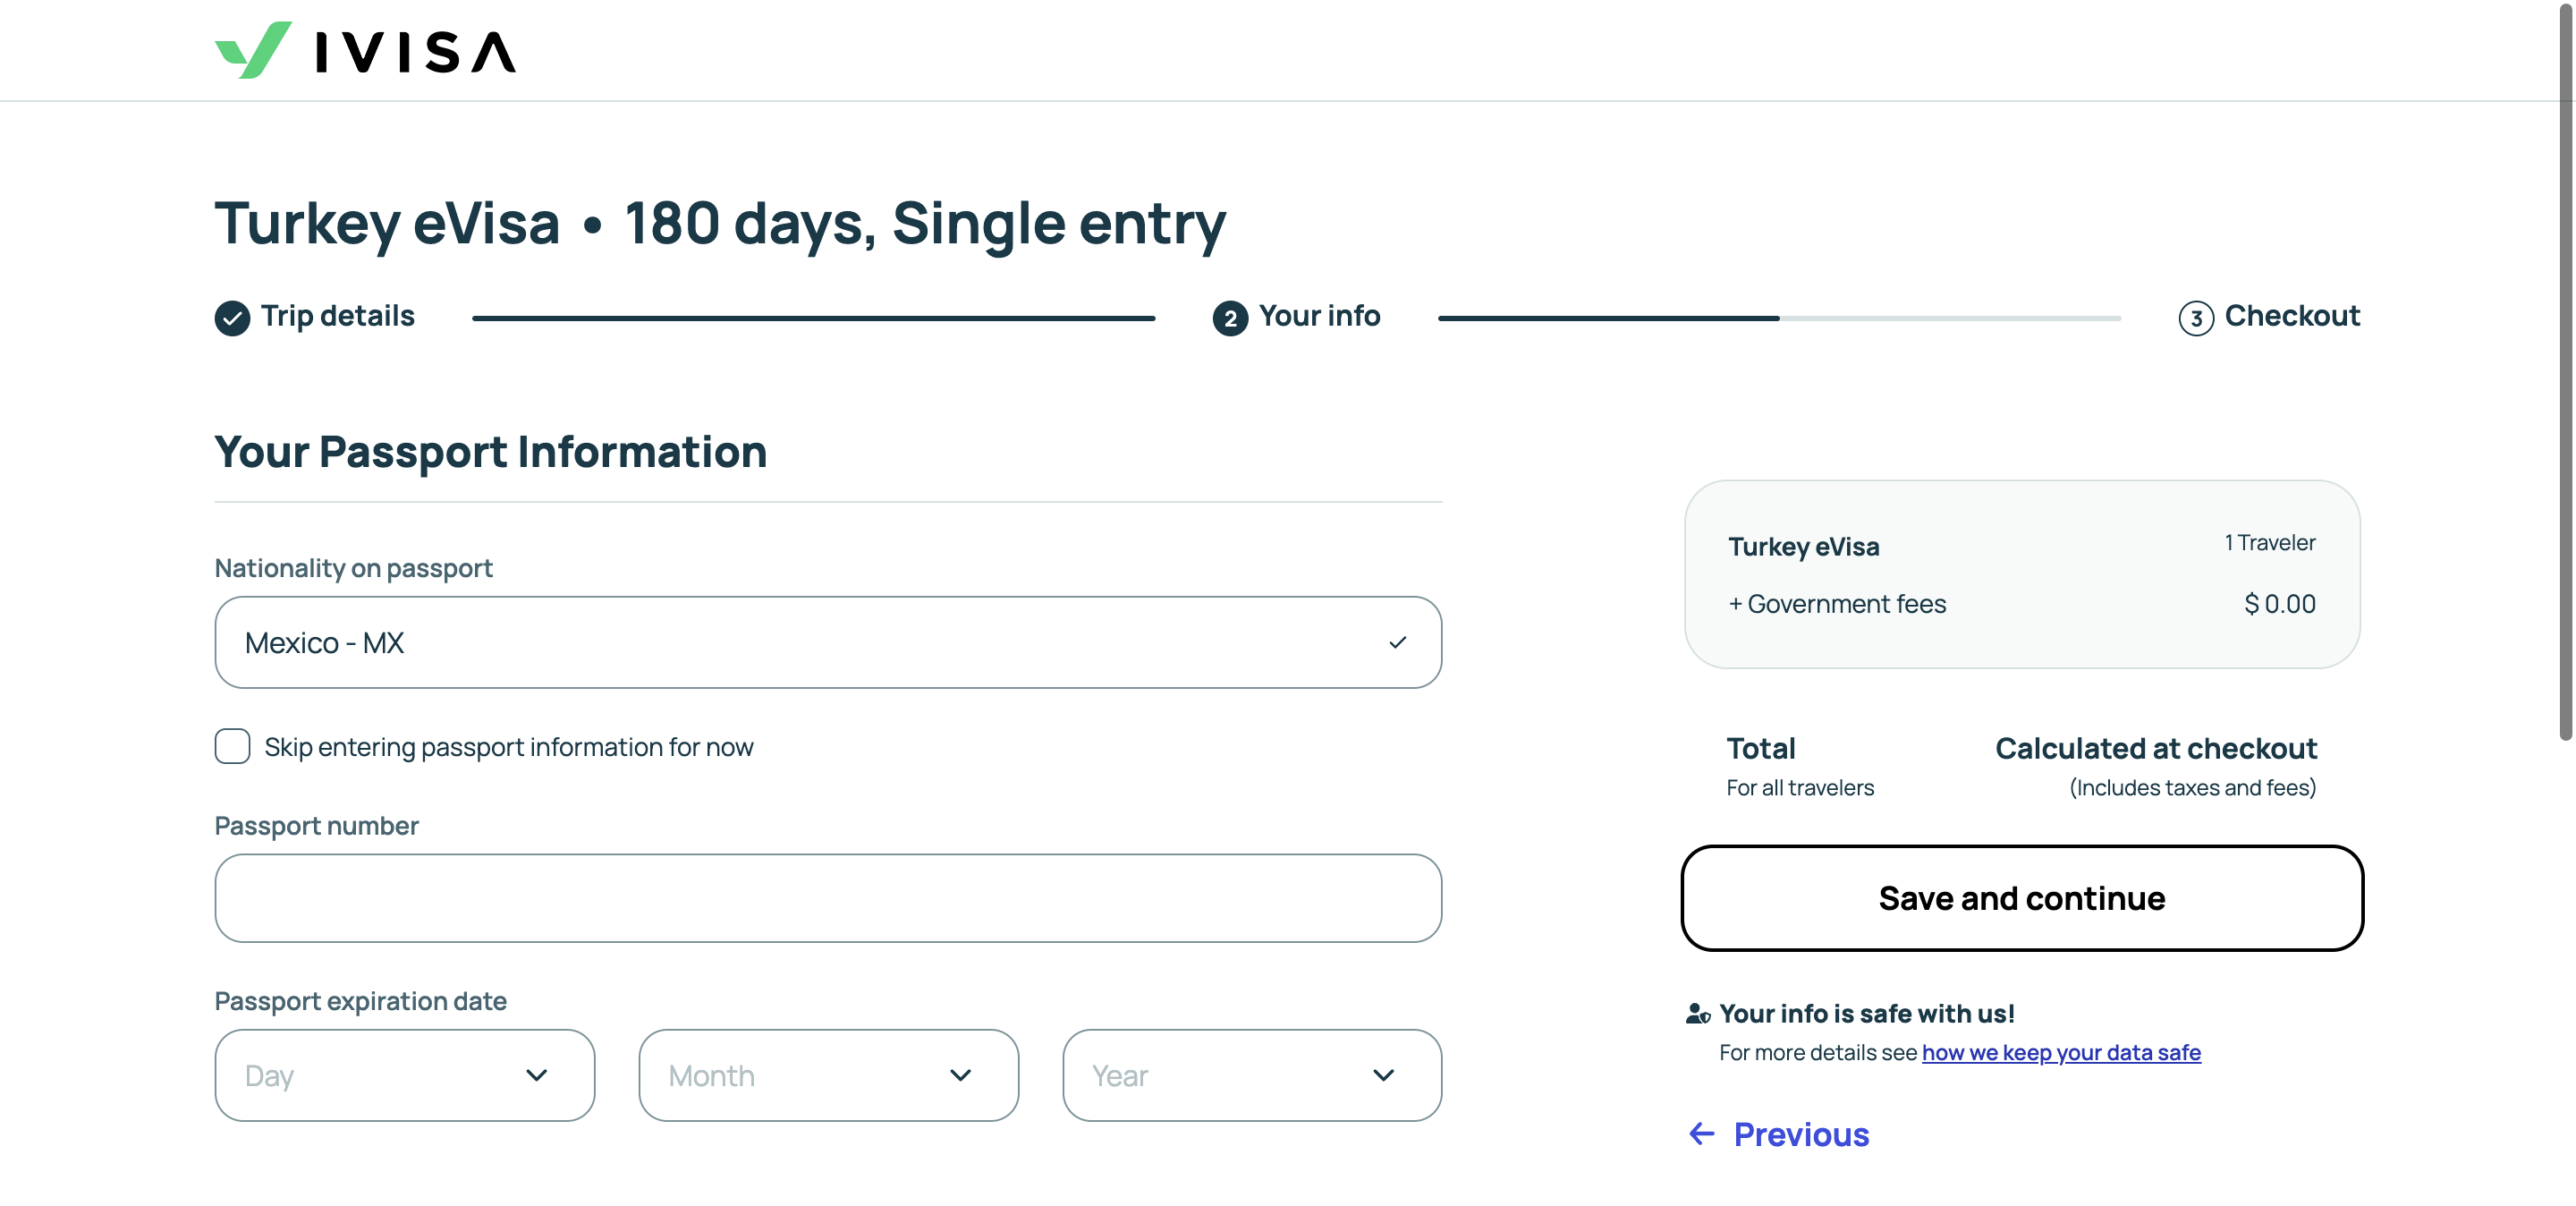 IVISA
Turkey eVisa • 180 days, Single entry
Trip details
2 Your info
3 Checkout
Your Passport Information
Nationality on passport
Mexico - MX
Skip entering passport information for now
Passport number
Passport expiration date
Day
Month
Year
Turkey eVisa
1 Traveler
+ Government fees
$ 0.00
Total
Calculated at checkout
For all travelers
(Includes taxes and fees)
Save and continue
Your info is safe with us!
For more details see how we keep your data safe
Previous